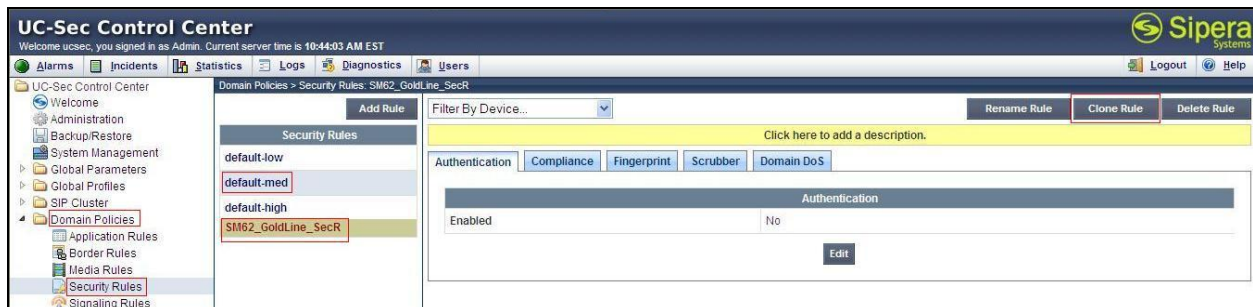 UC-Sec Control Center
Welcome ucsec, you signed in as Admin. Current server time is 10:44:03 AM EST
Sipera
Systems
Alarms Incidents Statistics Logs Diagnostics Users Logout Help
UC-Sec Control Center
Welcome
Administration
Backup/Restore
System Management
Global Parameters
Global Profiles
SIP Cluster
Domain Policies
Application Rules
Border Rules
Media Rules
Security Rules
Signaling Rules
Domain Policies > Security Rules: SM62_GoldLine_SecR
Add Rule
Security Rules
default-low
default-med
default-high
SM62_GoldLine_SecR
Filter By Device...
Rename Rule Clone Rule Delete Rule
Click here to add a description.
Authentication Compliance Fingerprint Scrubber Domain DoS
Authentication
Enabled No
Edit